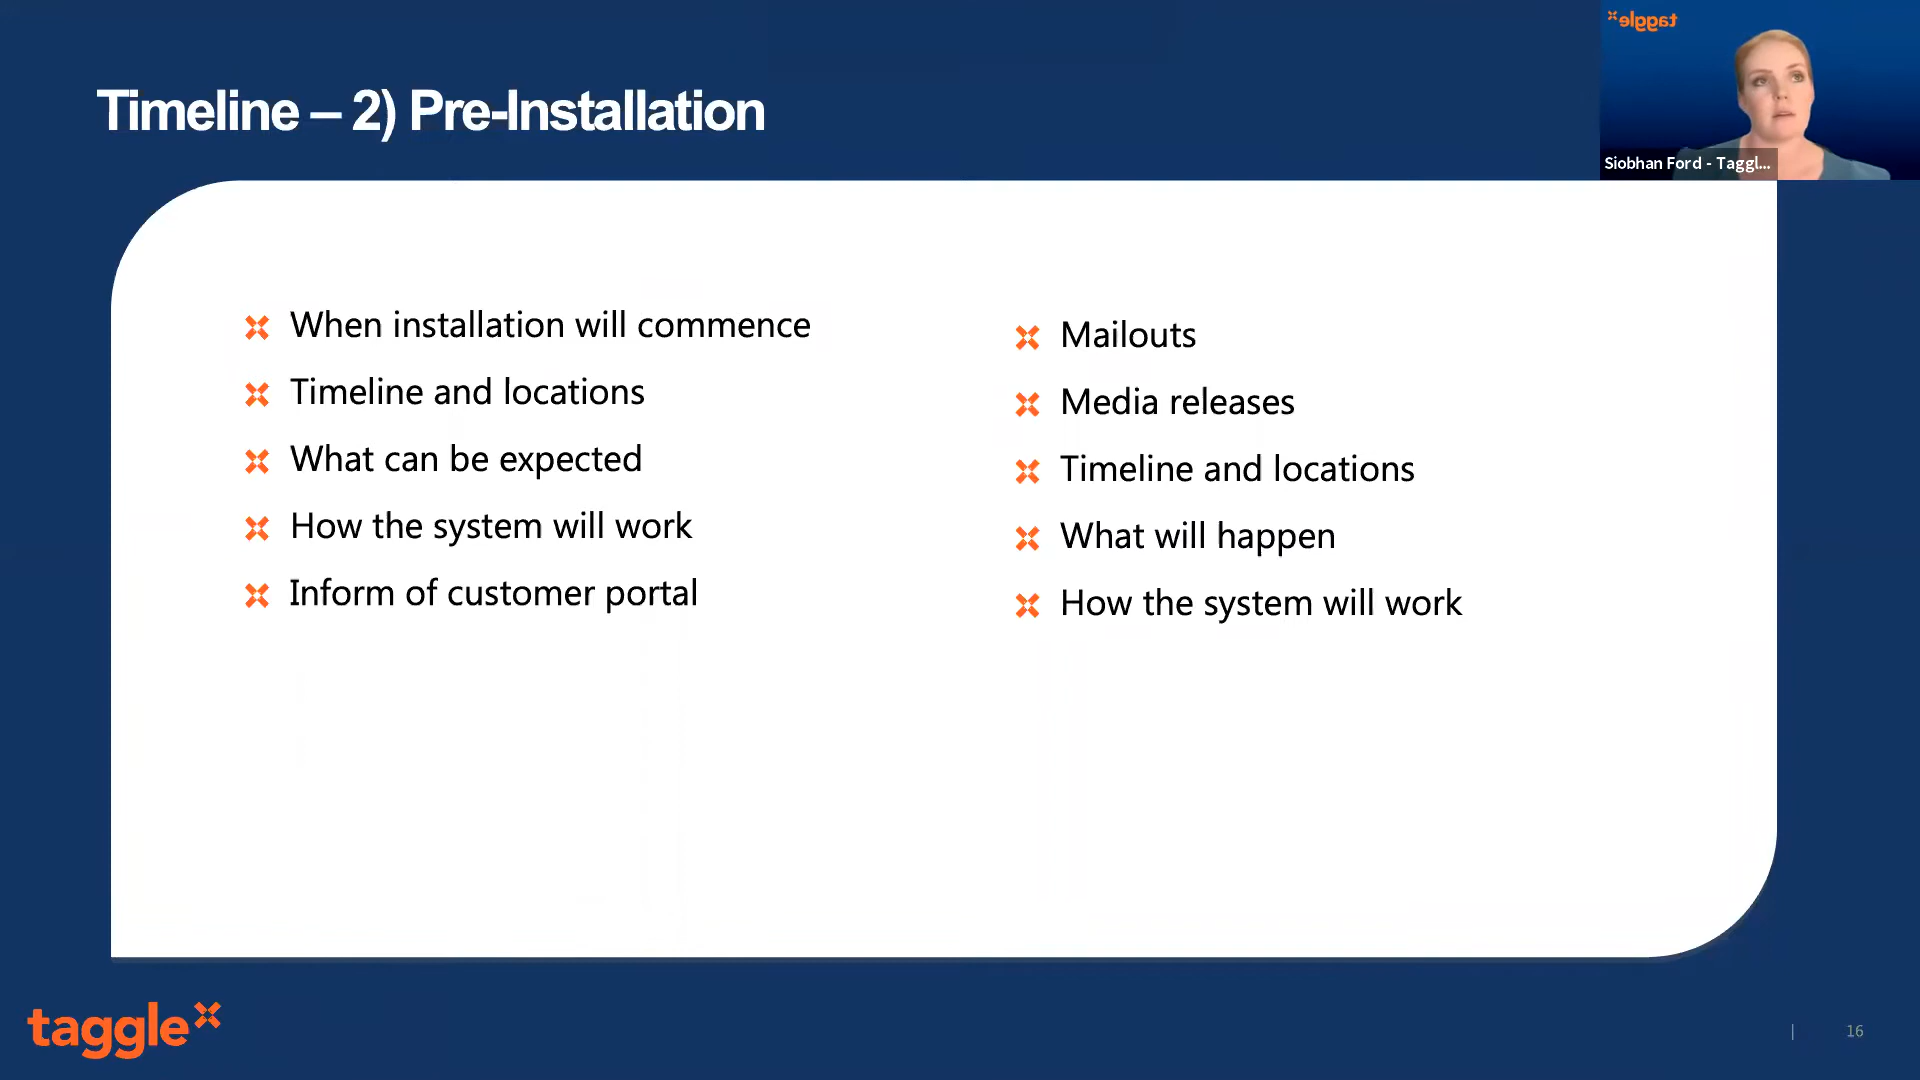 taggle
Timeline – 2) Pre-Installation
Siobhan Ford - Taggl...
When installation will commence
Timeline and locations
What can be expected
How the system will work
Inform of customer portal
Mailouts
Media releases
Timeline and locations
What will happen
How the system will work
taggle
| 16